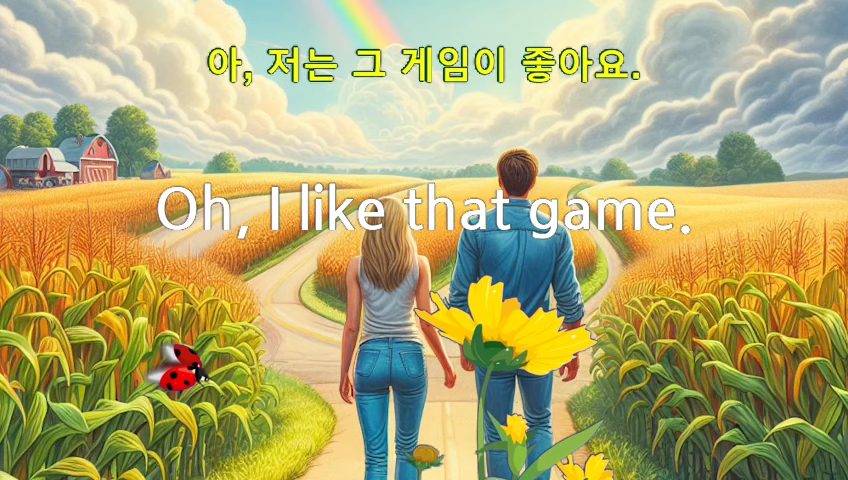 아, 저는 그 게임이 좋아요.
Oh, I like that game.